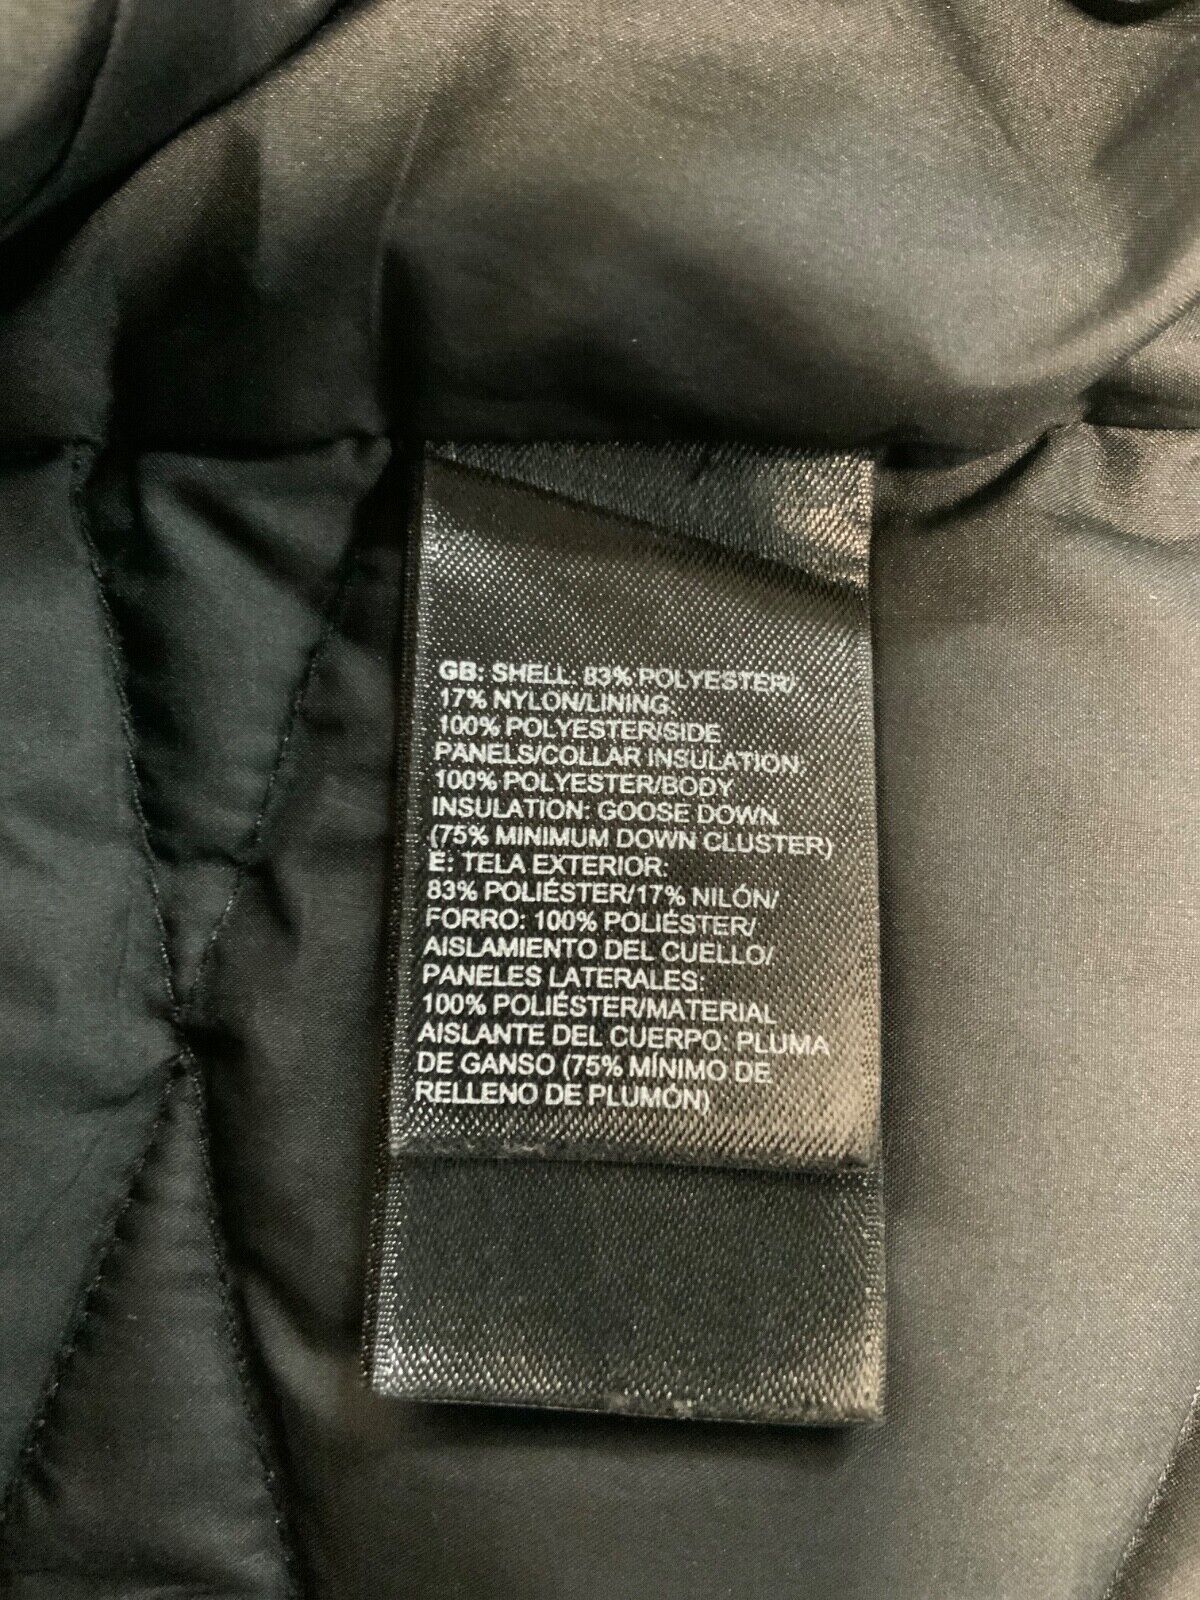 GB: SHELL: 83% POLYESTER/
17% NYLON/LINING:
100% POLYESTER/SIDE
PANELS/COLLAR INSULATION:
100% POLYESTER/BODY
INSULATION: GOOSE DOWN
(75% MINIMUM DOWN CLUSTER)
E: TELA EXTERIOR:
83% POLIÉSTER/17% NILÓN/
FORRO: 100% POLIÉSTER/
AISLAMIENTO DEL CUELLO/
PANELES LATERALES:
100% POLIÉSTER/MATERIAL
AISLANTE DEL CUERPO: PLUMA
DE GANSO (75% MÍNIMO DE
RELLENO DE PLUMÓN)